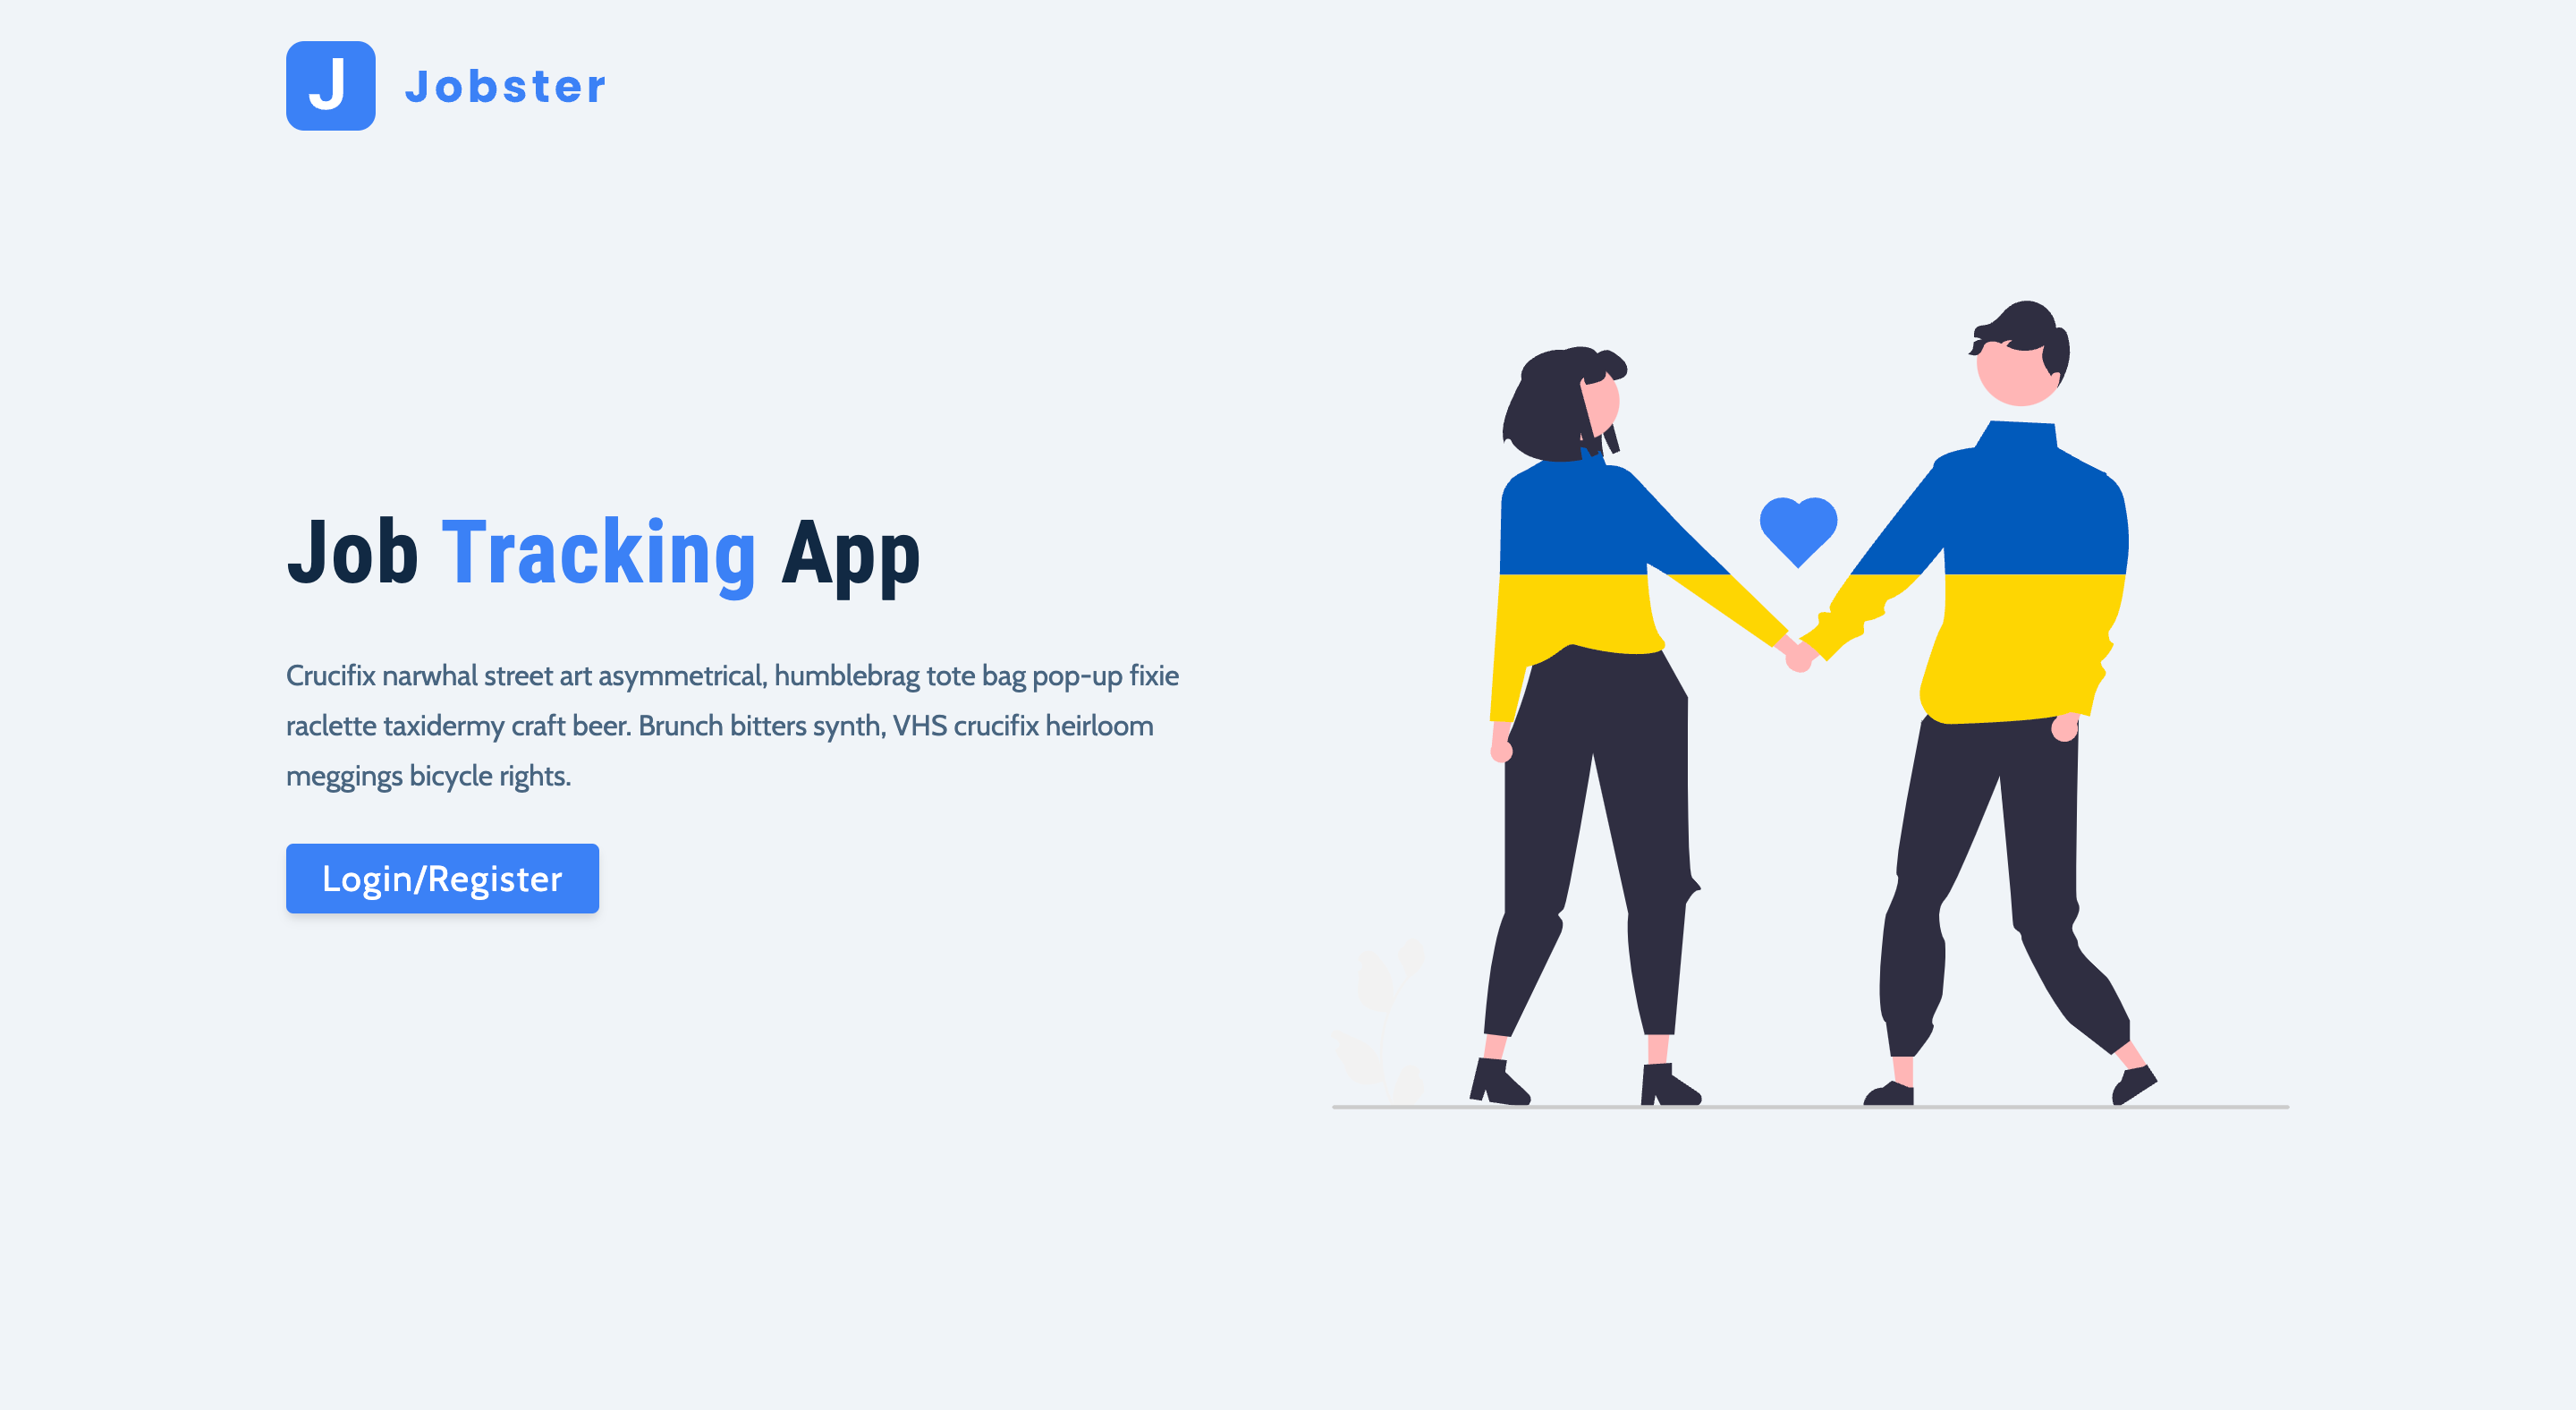 J
Jobster
Job Tracking App
Crucifix narwhal street art asymmetrical, humblebrag tote bag pop-up fixie
raclette taxidermy craft beer. Brunch bitters synth, VHS crucifix heirloom
meggings bicycle rights.
Login/Register